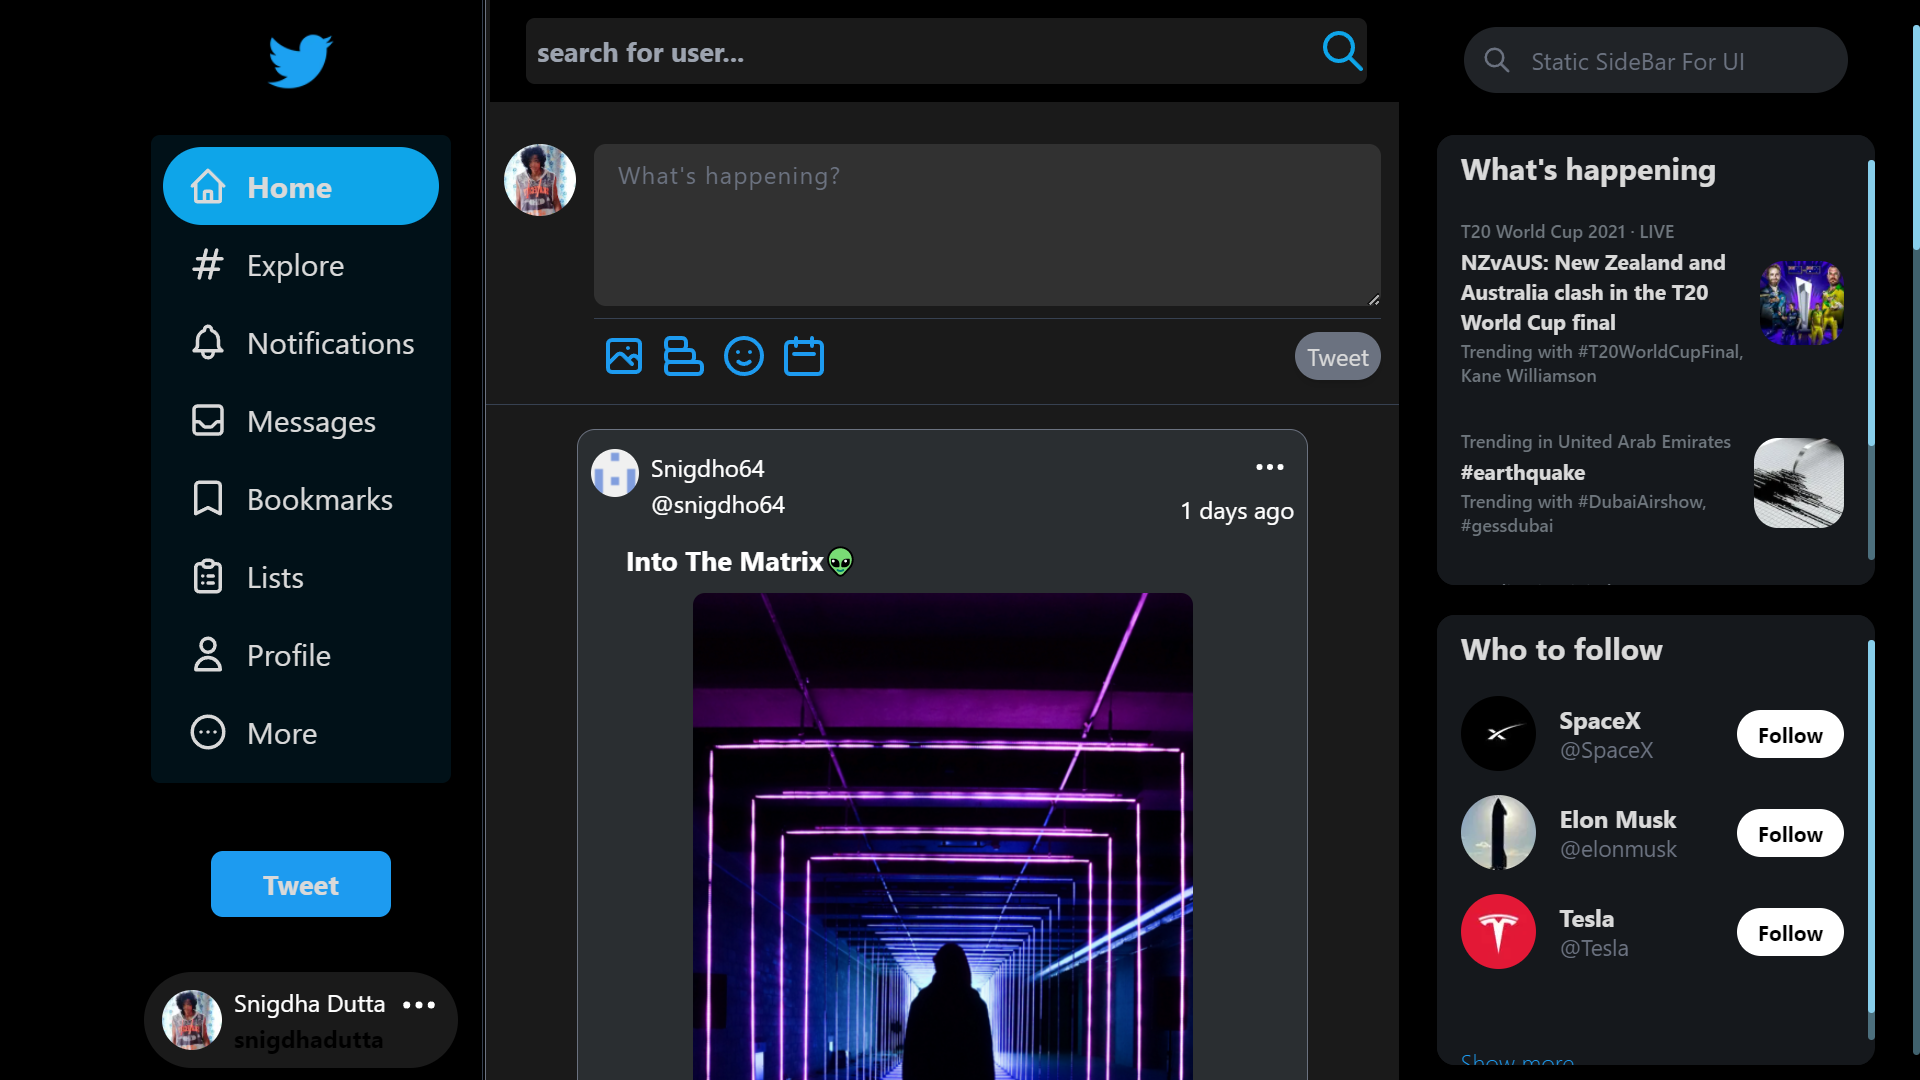 Home
Explore
Notifications
Messages
Bookmarks
Lists
Profile
More
Tweet
Snigdha Dutta
snigdhadutta
search for user...
What's happening?
Tweet
Snigdho64
@snigdho64
1 days ago
Into The Matrix👽
Static SideBar For UI
What's happening
T20 World Cup 2021 · LIVE
NZvAUS: New Zealand and
Australia clash in the T20
World Cup final
Trending with #T20WorldCupFinal,
Kane Williamson
Trending in United Arab Emirates
#earthquake
Trending with #DubaiAirshow,
#gessdubai
Who to follow
SpaceX
@SpaceX
Follow
Elon Musk
@elonmusk
Follow
Tesla
@Tesla
Follow
Show more